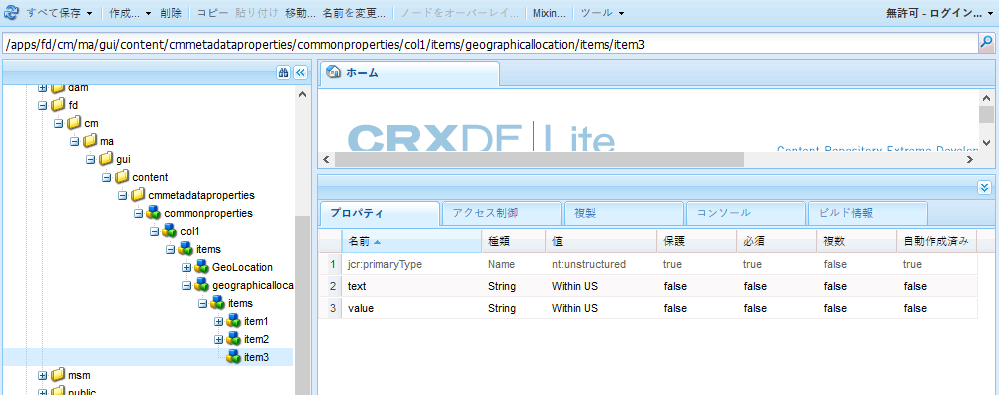 すべて保存 作成... 削除 コピー 貼り付け 移動... 名前を変更... ノードをオーバーレイ... Mixin... ツール 無許可 - ログイン...
/apps/fd/cm/ma/gui/content/cmmetadataproperties/commonproperties/col1/items/geographicallocation/items/item3
dam
fd
cm
ma
gui
content
cmmetadataproperties
commonproperties
col1
items
GeoLocation
geographicalloca
items
item1
item2
item3
msm
public
ホーム
CRXDE Lite
Content Repository Extreme Develop
プロパティ アクセス制御 複製 コンソール ビルド情報
名前 種類 値 保護 必須 複数 自動作成済み
1 jcr:primaryType Name nt:unstructured true true false true
2 text String Within US false false false false
3 value String Within US false false false false